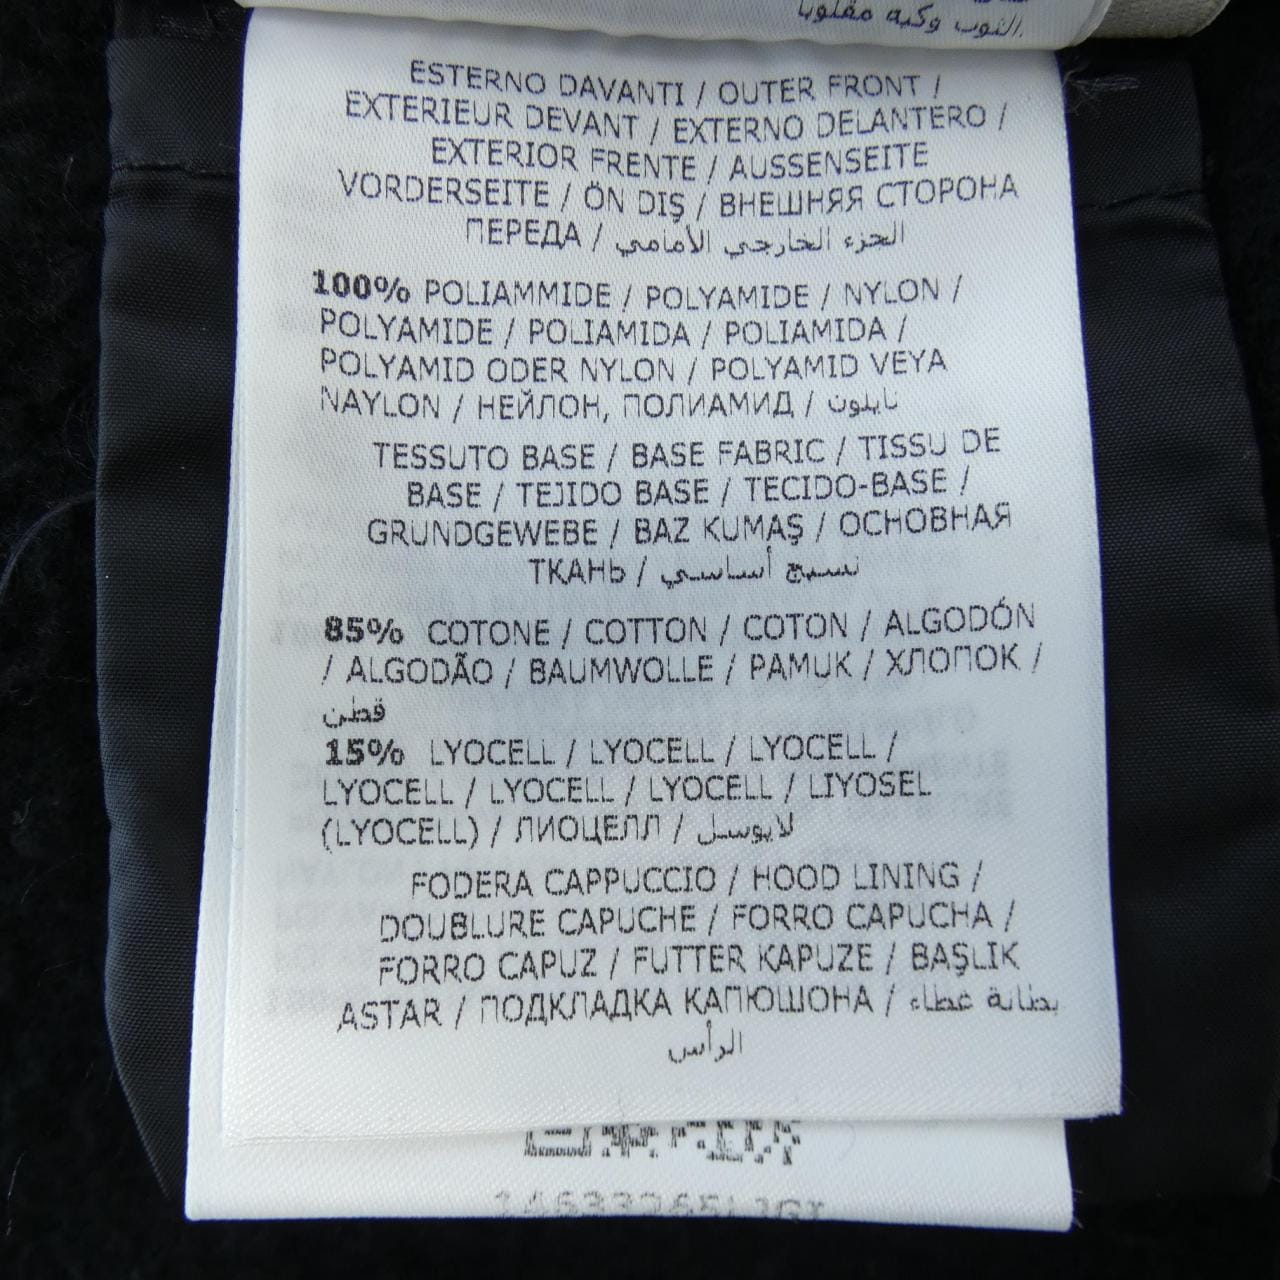 الثوب وكيه مقلوبا.
ESTERNO DAVANTI / OUTER FRONT /
EXTERIEUR DEVANT / EXTERNO DELANTERO /
EXTERIOR FRENTE / AUSSENSEITE
VORDERSEITE / ÖN DIŞ / ВНЕШНЯЯ СТОРОНА
ПЕРЕДА / الجزء الخارجي الأمامي
100% POLIAMMIDE / POLYAMIDE / NYLON /
POLYAMIDE / POLIAMIDA / POLIAMIDA /
POLYAMID ODER NYLON / POLYAMID VEYA
NAYLON / НЕЙЛОН, ПОЛИАМИД / نايلون
TESSUTO BASE / BASE FABRIC / TISSU DE
BASE / TEJIDO BASE / TECIDO-BASE /
GRUNDGEWEBE / BAZ KUMAŞ / ОСНОВНАЯ
ТКАНЬ / نسيج أساسي
85% COTONE / COTTON / COTON / ALGODÓN
/ ALGODÃO / BAUMWOLLE / PAMUK / ХЛОПОК /
قطن
15% LYOCELL / LYOCELL / LYOCELL /
LYOCELL / LYOCELL / LYOCELL / LIYOSEL
(LYOCELL) / ЛИОЦЕЛЛ / لايوسل
FODERA CAPPUCCIO / HOOD LINING /
DOUBLURE CAPUCHE / FORRO CAPUCHA /
FORRO CAPUZ / FUTTER KAPUZE / BAŞLIK
ASTAR / ПОДКЛАДКА КАПЮШОНА / بطانة غطاء
الرأس